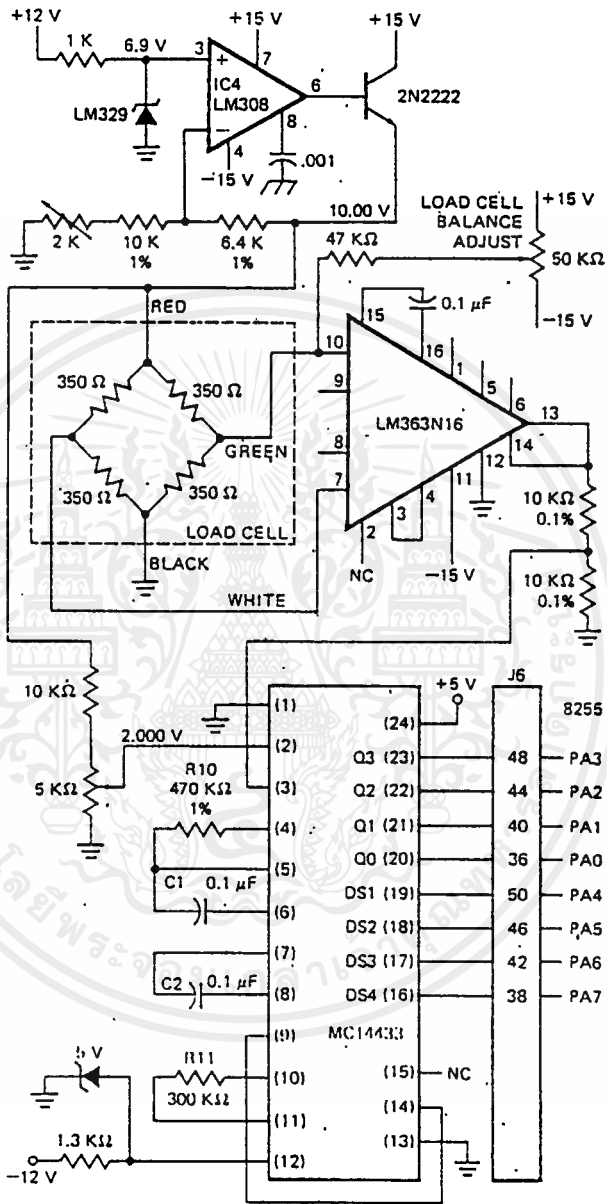 +12 V
1 K
6.9 V
+15 V
+15 V
3
+
7
IC4
LM308
6
2N2222
LM329
8
−
4
.001
−15 V
10.00 V
2 K
10 K
1%
6.4 K
1%
LOAD CELL
BALANCE
ADJUST
+15 V
50 KΩ
−15 V
47 KΩ
RED
0.1 µF
15
16
10
1
5
9
6
350 Ω
350 Ω
LM363N16
13
14
GREEN
8
12
350 Ω
350 Ω
7
11
4
3
2
10 KΩ
0.1%
LOAD CELL
BLACK
NC
−15 V
10 KΩ
0.1%
WHITE
J6
+5 V
10 KΩ
8255
(1)
(24)
2.000 V
(2)
Q3 (23)
48
PA3
5 KΩ
R10
470 KΩ
1%
(3)
Q2 (22)
44
PA2
(4)
Q1 (21)
40
PA1
(5)
Q0 (20)
36
PA0
C1
0.1 µF
(6)
DS1 (19)
50
PA4
DS2 (18)
46
PA5
(7)
DS3 (17)
42
PA6
C2
0.1 µF
(8)
DS4 (16)
38
PA7
(9)
MC14433
5 V
R11
300 KΩ
(10)
(15)
NC
(11)
(14)
1.3 KΩ
(13)
−12 V
(12)